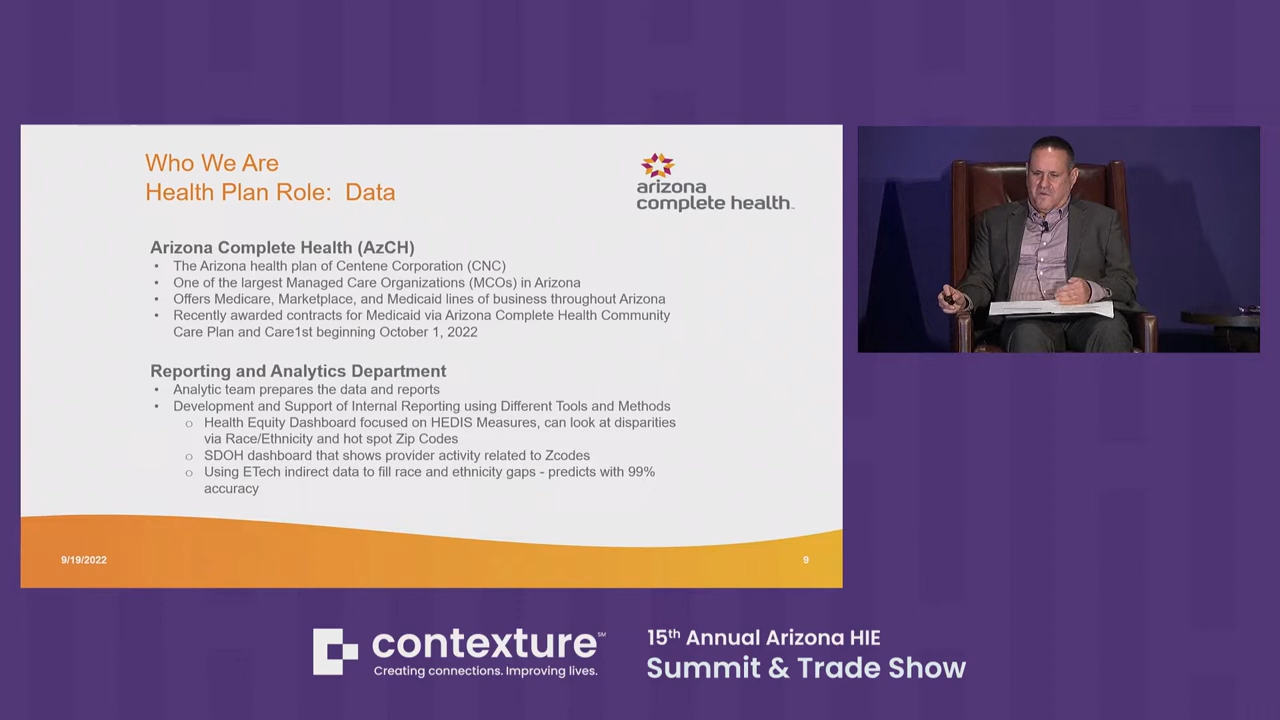 Who We Are
Health Plan Role: Data
arizona
complete health
Arizona Complete Health (AzCH)
• The Arizona health plan of Centene Corporation (CNC)
• One of the largest Managed Care Organizations (MCOs) in Arizona
• Offers Medicare, Marketplace, and Medicaid lines of business throughout Arizona
• Recently awarded contracts for Medicaid via Arizona Complete Health Community
Care Plan and Care1st beginning October 1, 2022
Reporting and Analytics Department
• Analytic team prepares the data and reports
• Development and Support of Internal Reporting using Different Tools and Methods
o Health Equity Dashboard focused on HEDIS Measures, can look at disparities
via Race/Ethnicity and hot spot Zip Codes
o SDOH dashboard that shows provider activity related to Zcodes
o Using ETech indirect data to fill race and ethnicity gaps - predicts with 99%
accuracy
9/19/2022
9
contexture℠
Creating connections. Improving lives.
15th Annual Arizona HIE
Summit & Trade Show